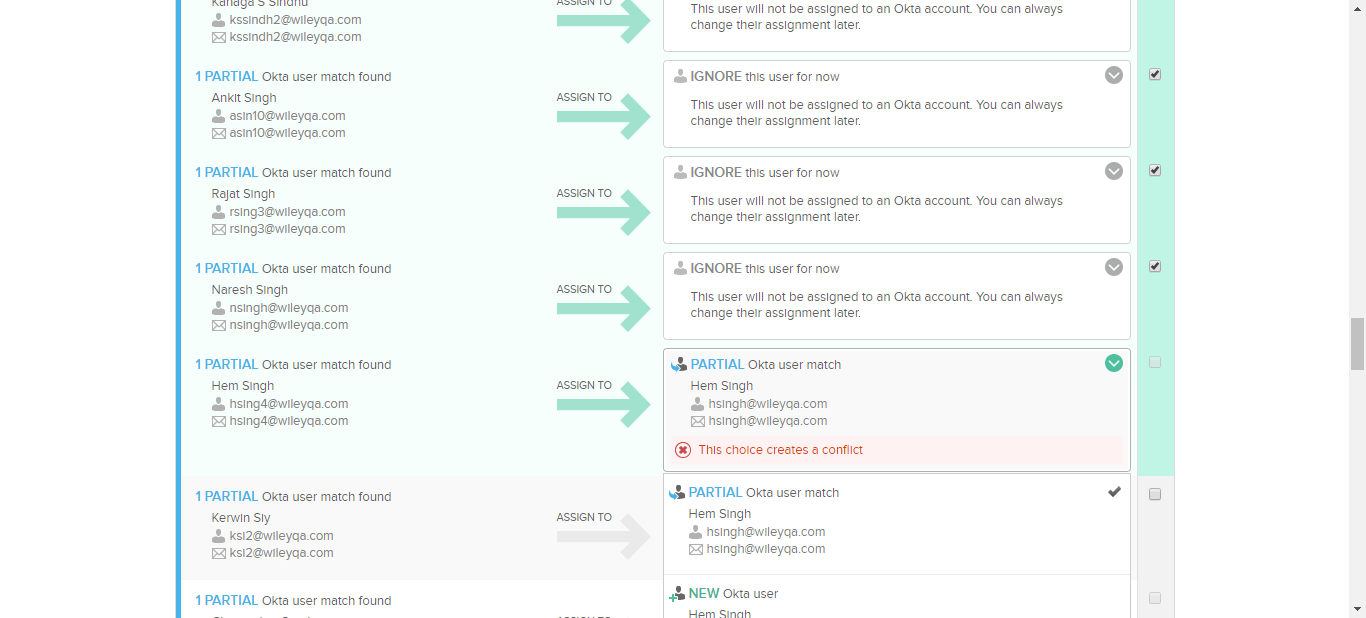 Kanaga S Sindhu
ASSIGN TO
kssindh2@wileyqa.com
kssindh2@wileyqa.com
This user will not be assigned to an Okta account. You can always
change their assignment later.
1 PARTIAL Okta user match found
Ankit Singh
asin10@wileyqa.com
asin10@wileyqa.com
ASSIGN TO
IGNORE this user for now
This user will not be assigned to an Okta account. You can always
change their assignment later.
1 PARTIAL Okta user match found
Rajat Singh
rsing3@wileyqa.com
rsing3@wileyqa.com
ASSIGN TO
IGNORE this user for now
This user will not be assigned to an Okta account. You can always
change their assignment later.
1 PARTIAL Okta user match found
Naresh Singh
nsingh@wileyqa.com
nsingh@wileyqa.com
ASSIGN TO
IGNORE this user for now
This user will not be assigned to an Okta account. You can always
change their assignment later.
1 PARTIAL Okta user match found
Hem Singh
hsing4@wileyqa.com
hsing4@wileyqa.com
ASSIGN TO
PARTIAL Okta user match
Hem Singh
hsingh@wileyqa.com
hsingh@wileyqa.com
This choice creates a conflict
1 PARTIAL Okta user match found
Kerwin Siy
ksi2@wileyqa.com
ksi2@wileyqa.com
ASSIGN TO
PARTIAL Okta user match
Hem Singh
hsingh@wileyqa.com
hsingh@wileyqa.com
1 PARTIAL Okta user match found
NEW Okta user
Hem Singh